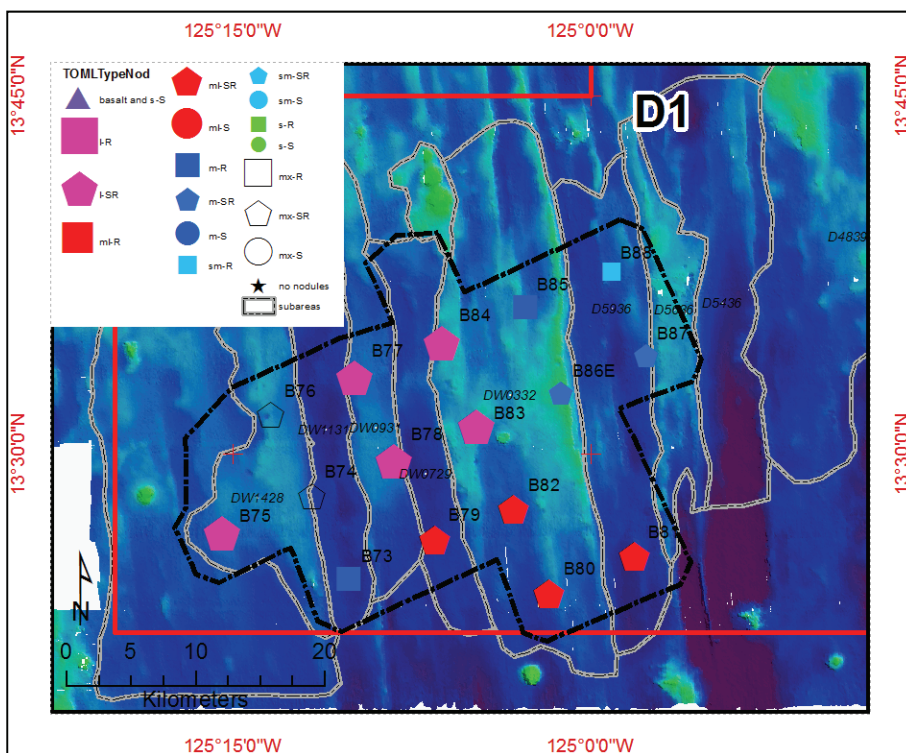 125°15'0"W 125°0'0"W
13°45'0"N
13°45'0"N
TOMLTypeNod
basalt and s-S
l-R
l-SR
ml-R
ml-SR
ml-S
m-R
m-SR
m-S
sm-R
sm-SR
sm-S
s-R
s-S
mx-R
mx-SR
mx-S
no nodules
subareas
D1
D4839
B88
B85
D5936 D5036 D5436
B84
B87
B77
B86E
B76
DW0332
B83
DW1131 DW0931 B78
13°30'0"N
13°30'0"N
B74
DW0729
DW1428
B75
B82
B79
B81
B73
B80
N
0 5 10 20
Kilometers
125°15'0"W 125°0'0"W